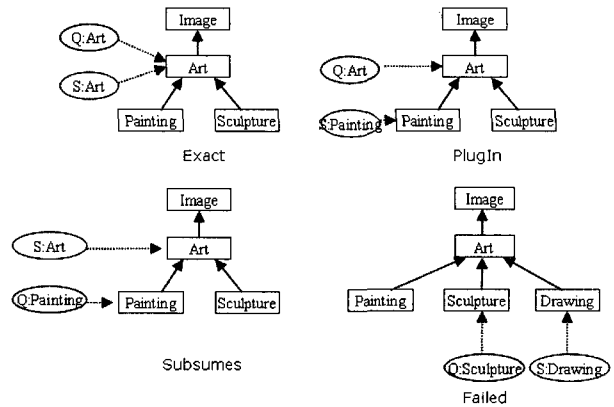 Image
Q:Art
Art
S:Art
Painting
Sculpture
Exact
Image
Q:Art
Art
S:Painting
Painting
Sculpture
PlugIn
Image
S:Art
Art
Q:Painting
Painting
Sculpture
Subsumes
Image
Art
Painting
Sculpture
Drawing
Q:Sculpture
S:Drawing
Failed